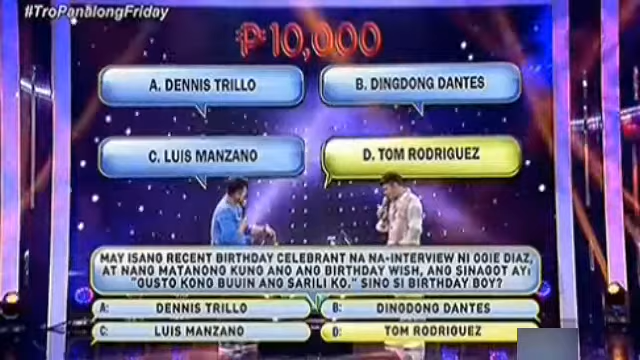 #TroPanalongFriday
₱10,000
A. DENNIS TRILLO
B. DINGDONG DANTES
C. LUIS MANZANO
D. TOM RODRIGUEZ
MAY ISANG RECENT BIRTHDAY CELEBRANT NA NA-INTERVIEW NI OGIE DIAZ,
AT NANG MATANONG KUNG ANO ANG BIRTHDAY WISH, ANG SINAGOT AY:
"GUSTO KONG BUUIN ANG SARILI KO." SINO SI BIRTHDAY BOY?
A: DENNIS TRILLO
B: DINGDONG DANTES
C: LUIS MANZANO
D: TOM RODRIGUEZ